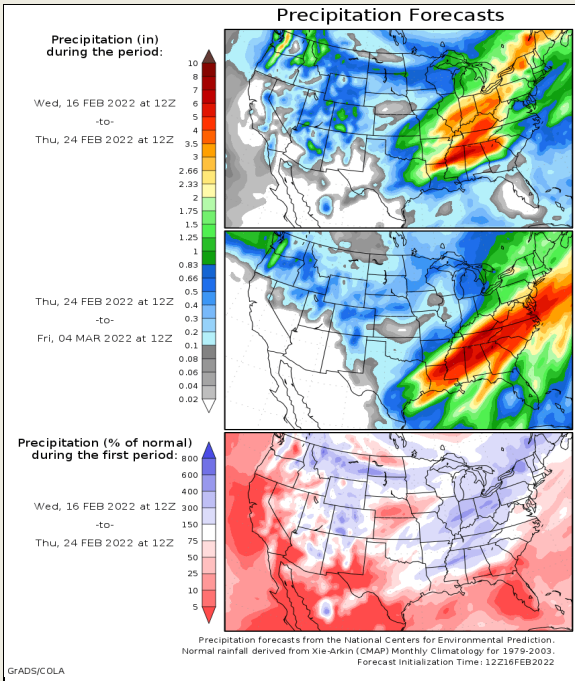 Precipitation Forecasts
Precipitation (in)
during the period:
Wed, 16 FEB 2022 at 12Z
-to-
Thu, 24 FEB 2022 at 12Z
10
8
7
6
5
4
3.5
3
2.66
2.33
2
1.75
1.5
1.25
1
0.83
0.66
0.5
0.4
0.3
0.2
0.1
0.08
0.06
0.04
0.02
Thu, 24 FEB 2022 at 12Z
-to-
Fri, 04 MAR 2022 at 12Z
Precipitation (% of normal)
during the first period:
Wed, 16 FEB 2022 at 12Z
-to-
Thu, 24 FEB 2022 at 12Z
800
600
400
300
150
75
50
25
10
5
Precipitation forecasts from the National Centers for Environmental Prediction.
Normal rainfall derived from Xie-Arkin (CMAP) Monthly Climatology for 1979-2003.
Forecast Initialization Time: 12Z16FEB2022
GrADS/COLA